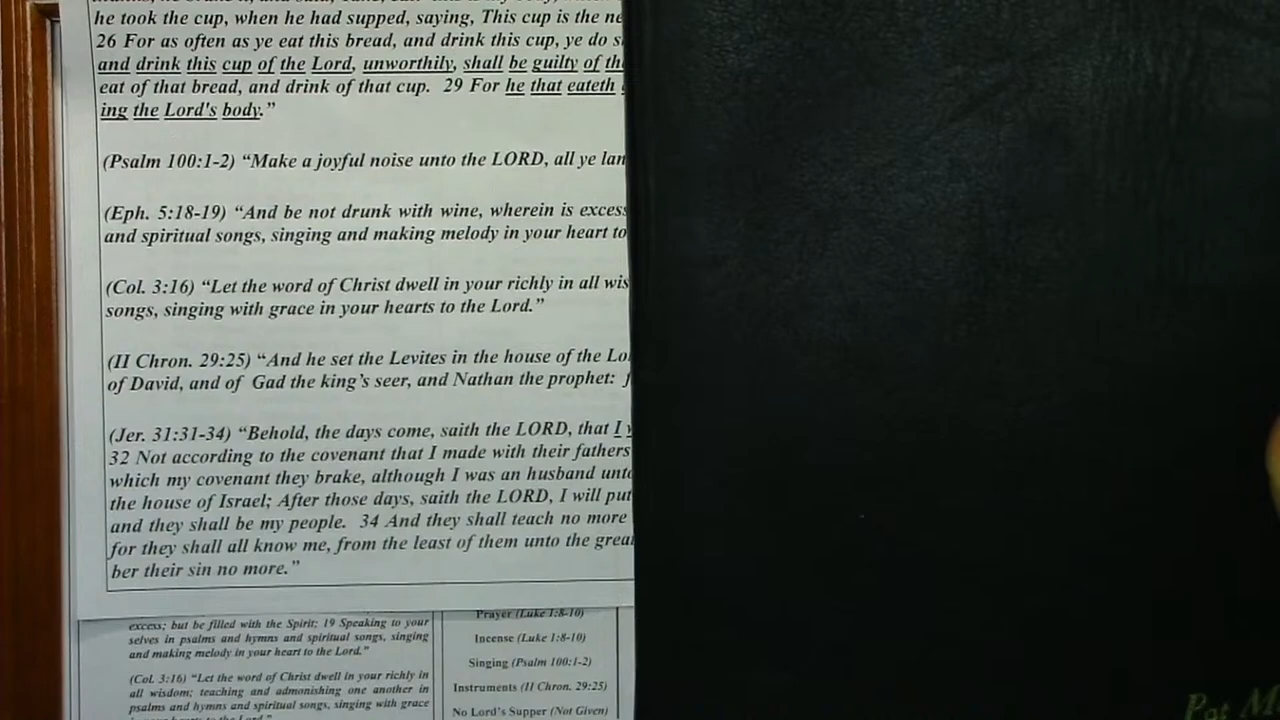 he took the cup, when he had supped, saying, This cup is the ne
26 For as often as ye eat this bread, and drink this cup, ye do s
and drink this cup of the Lord, unworthily, shall be guilty of th
eat of that bread, and drink of that cup. 29 For he that eateth
ing the Lord's body.”
(Psalm 100:1-2) “Make a joyful noise unto the LORD, all ye lan
(Eph. 5:18-19) “And be not drunk with wine, wherein is excess
and spiritual songs, singing and making melody in your heart to
(Col. 3:16) “Let the word of Christ dwell in your richly in all wis
songs, singing with grace in your hearts to the Lord.”
(II Chron. 29:25) “And he set the Levites in the house of the Lo
of David, and of Gad the king’s seer, and Nathan the prophet: f
(Jer. 31:31-34) “Behold, the days come, saith the LORD, that I w
32 Not according to the covenant that I made with their fathers
which my covenant they brake, although I was an husband unto
the house of Israel; After those days, saith the LORD, I will put
and they shall be my people. 34 And they shall teach no more
for they shall all know me, from the least of them unto the great
ber their sin no more.”
excess; but be filled with the Spirit; 19 Speaking to your
selves in psalms and hymns and spiritual songs, singing
and making melody in your heart to the Lord.”
(Col. 3:16) “Let the word of Christ dwell in your richly in
all wisdom; teaching and admonishing one another in
psalms and hymns and spiritual songs, singing with grace
Prayer (Luke 1:8-10)
Incense (Luke 1:8-10)
Singing (Psalm 100:1-2)
Instruments (II Chron. 29:25)
No Lord’s Supper (Not Given)
Pat M